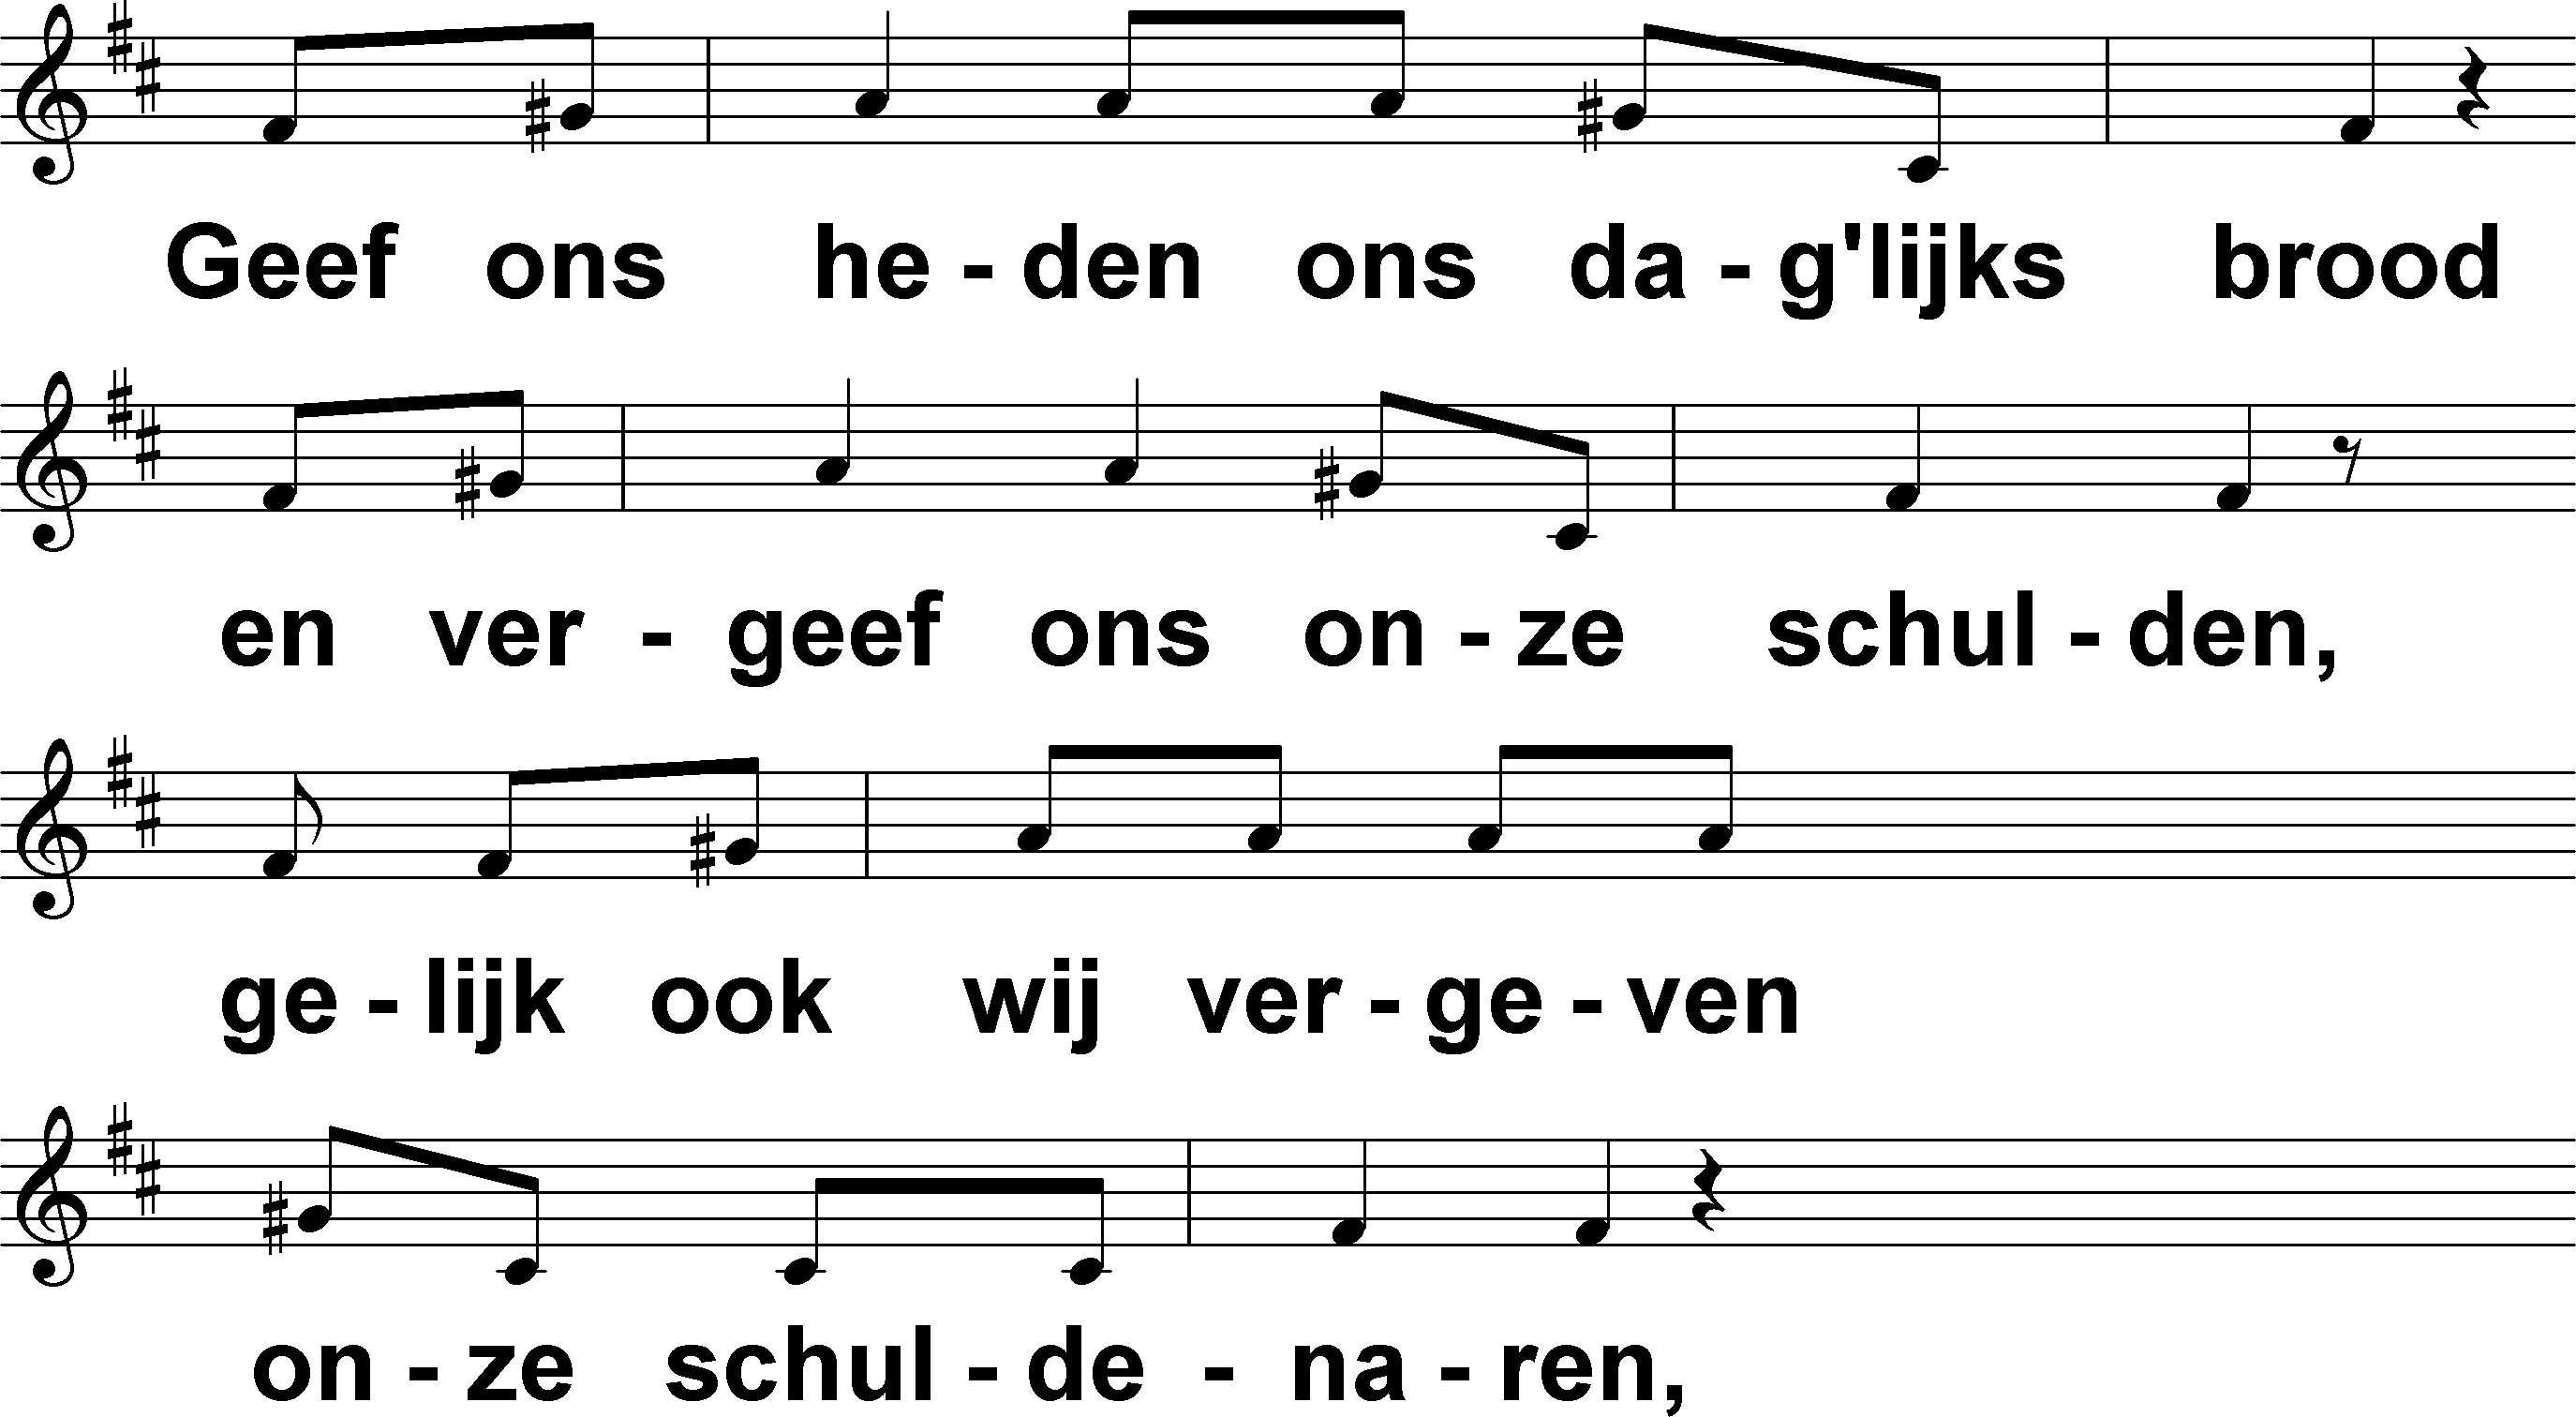 Geef ons he - den ons da - g'lijks brood
en ver - geef ons on - ze schul - den,
ge - lijk ook wij ver - ge - ven
on - ze schul - de - na - ren,